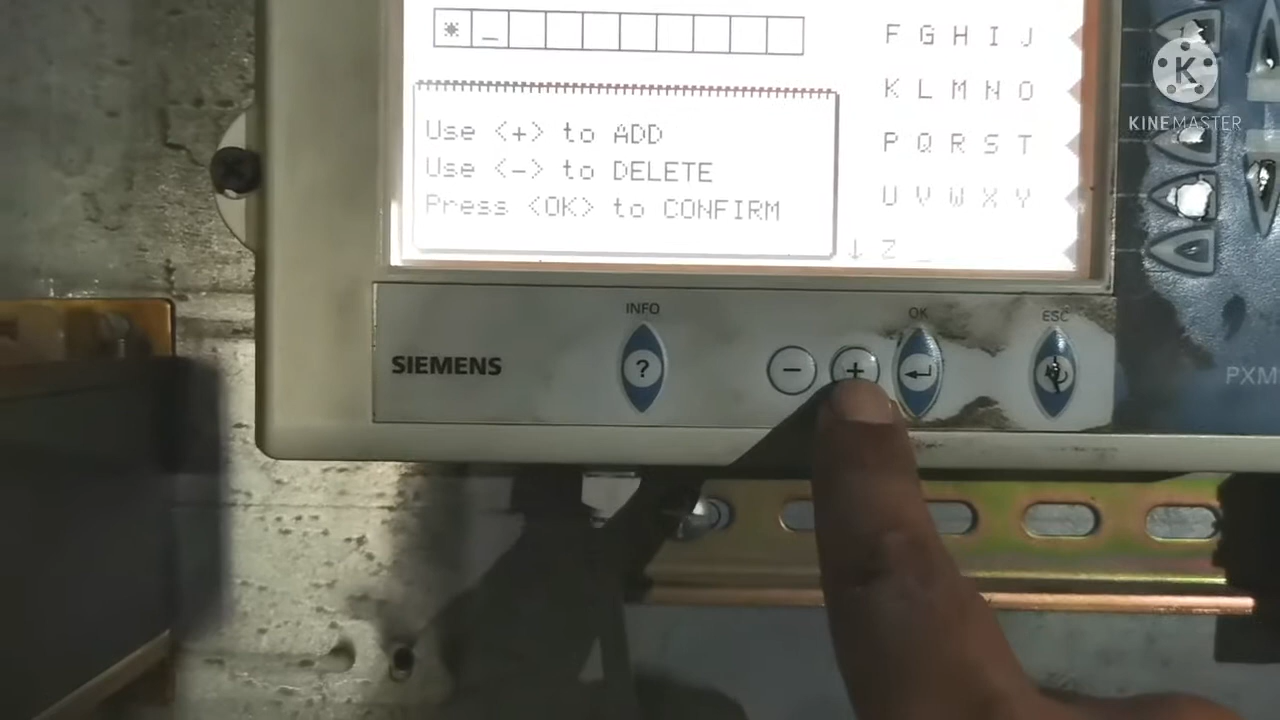 * _
F G H I J
K L M N O
P Q R S T
U V W X Y
↓ Z _
Use <+> to ADD
Use <-> to DELETE
Press <OK> to CONFIRM
K
KINEMASTER
INFO
OK
ESC
SIEMENS
?
−
+
PXM